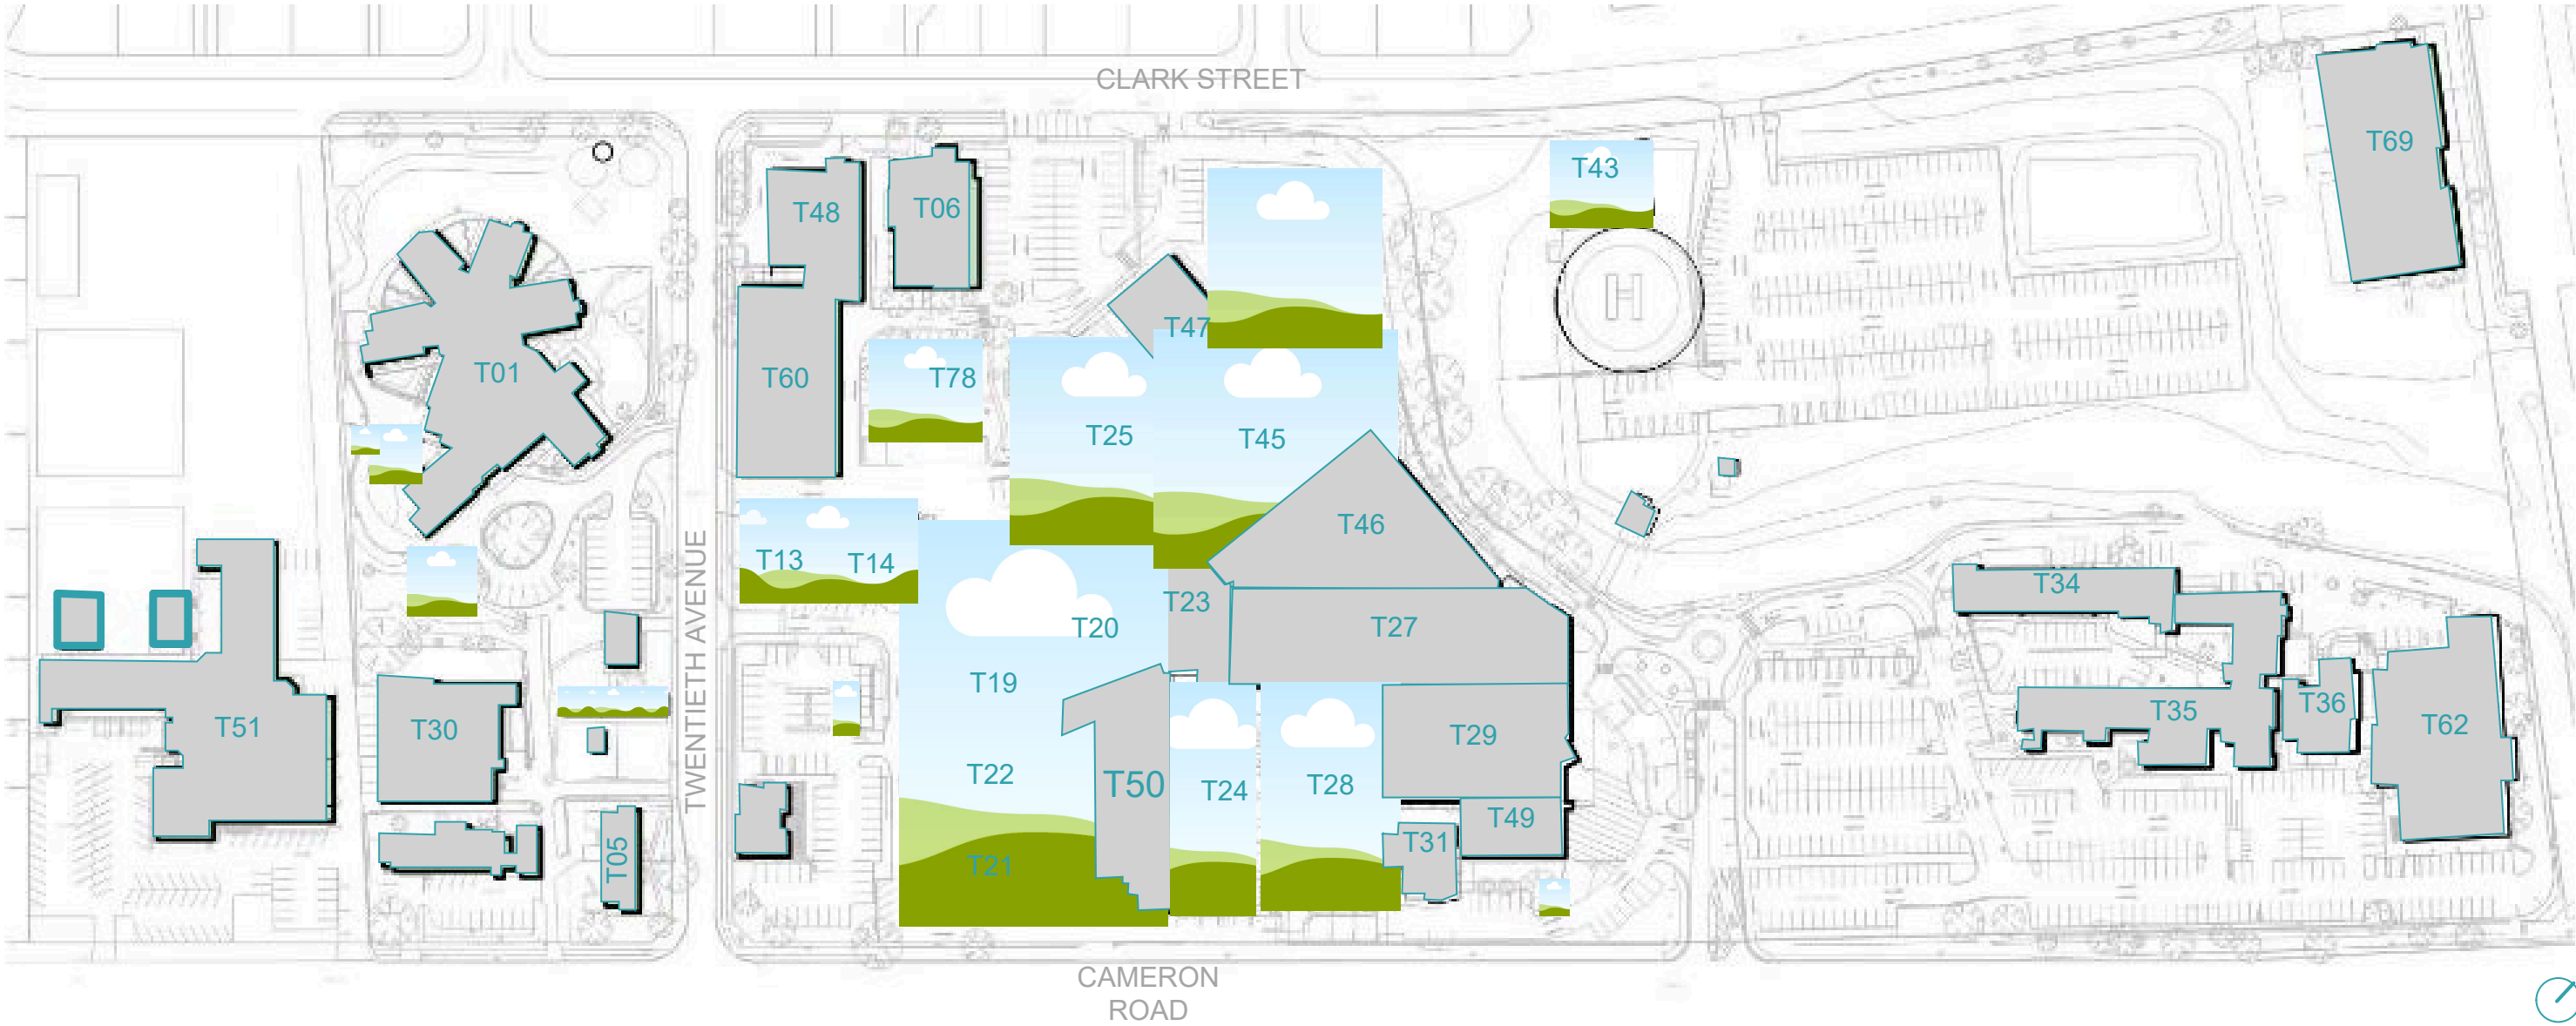 CLARK STREET
T69
T43
T48
T06
T47
T01
T60
T78
T25
T45
T46
TWENTIETH AVENUE
T13
T14
H
T23
T20
T27
T34
T19
T51
T30
T22
T50
T24
T28
T29
T35
T36
T62
T49
T31
T05
T21
CAMERON
ROAD